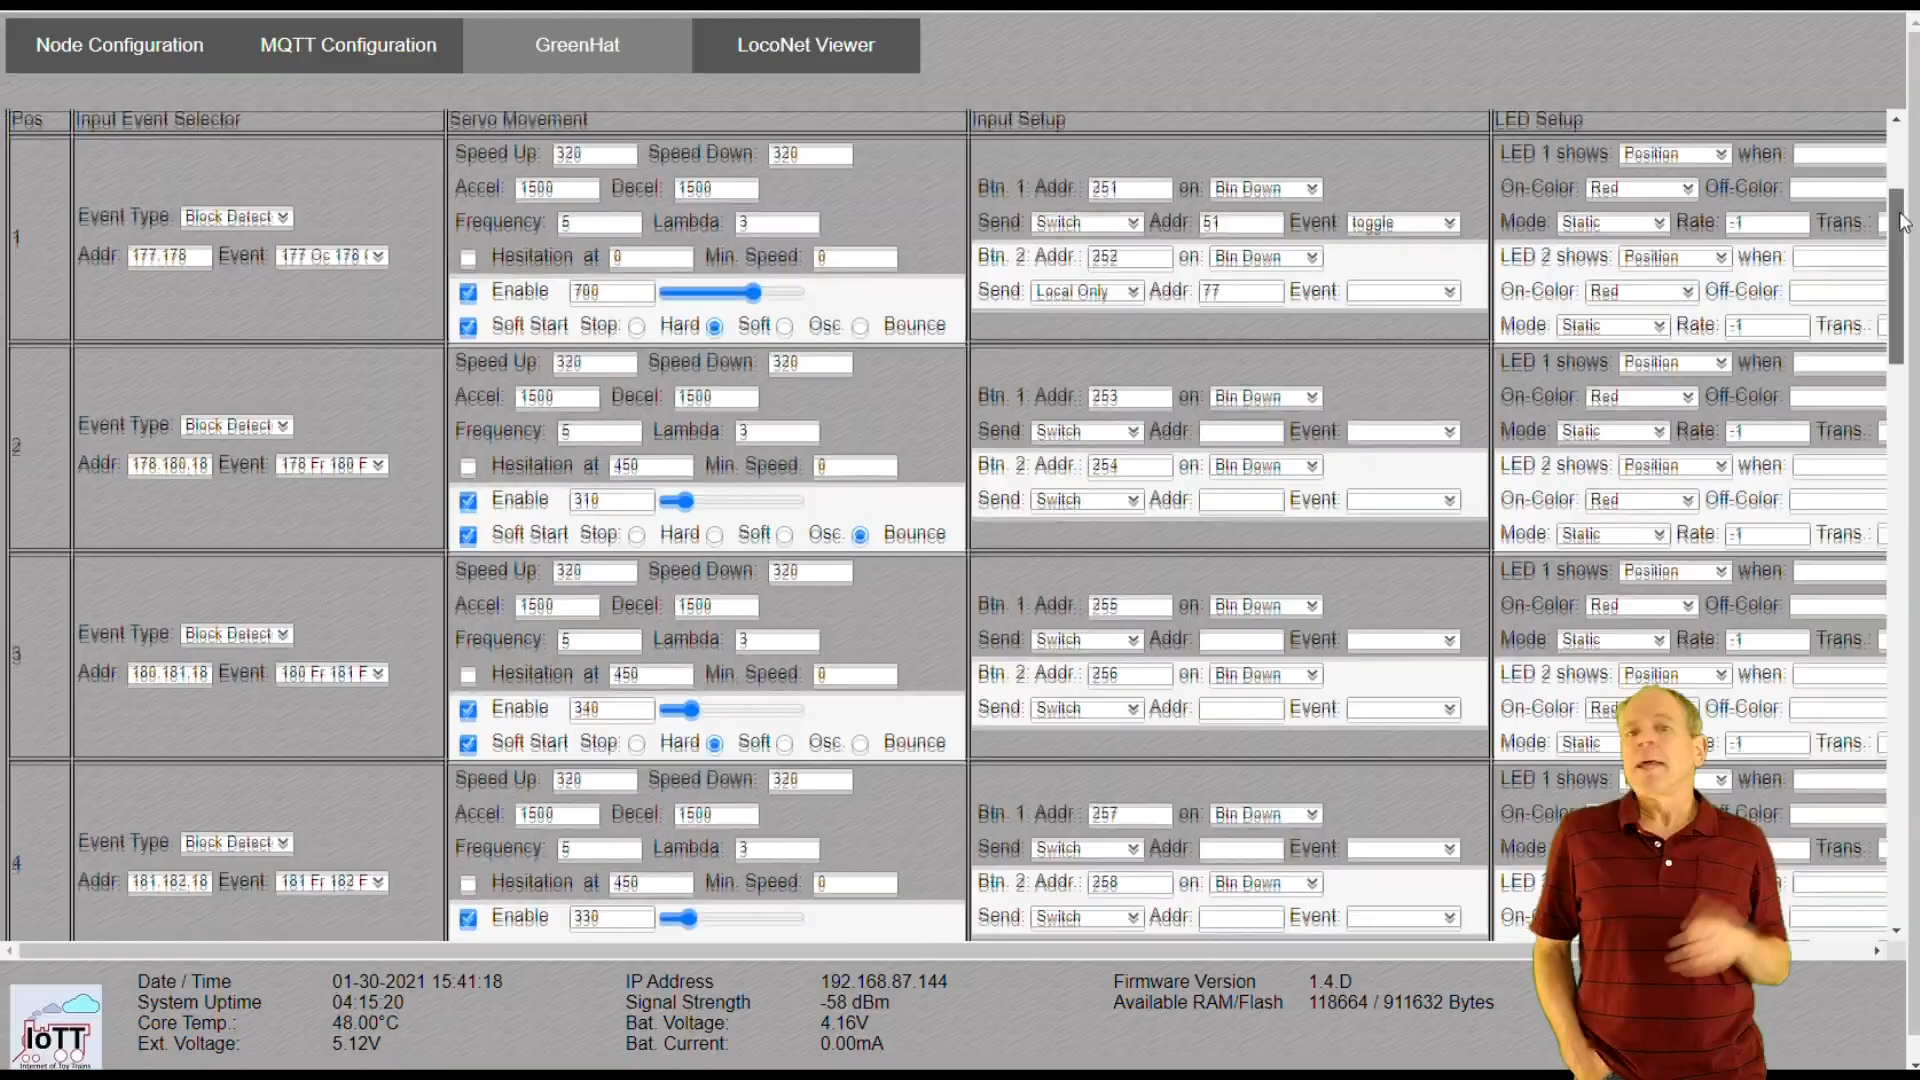 Node Configuration MQTT Configuration GreenHat LocoNet Viewer
Pos Input Event Selector Servo Movement Input Setup LED Setup
Speed Up: 320 Speed Down: 320 LED 1 shows: Position when:
Accel: 1500 Decel: 1500 Btn. 1: Addr.: 251 on: Btn Down On-Color: Red Off-Color:
1 Event Type: Block Detect Frequency: 5 Lambda: 3 Send: Switch Addr: 51 Event: toggle Mode: Static Rate: -1 Trans.:
Addr: 177,178 Event: 177 Oc 178 ( Hesitation at 0 Min. Speed: 0 Btn. 2: Addr.: 252 on: Btn Down LED 2 shows: Position when:
Enable 700 Send: Local Only Addr: 77 Event: On-Color: Red Off-Color:
Soft Start Stop: Hard Soft Osc. Bounce Mode: Static Rate: -1 Trans.:
Speed Up: 320 Speed Down: 320 LED 1 shows: Position when:
Accel: 1500 Decel: 1500 Btn. 1: Addr.: 253 on: Btn Down On-Color: Red Off-Color:
2 Event Type: Block Detect Frequency: 5 Lambda: 3 Send: Switch Addr: Event: Mode: Static Rate: -1 Trans.:
Addr: 178,180,18 Event: 178 Fr 180 F Hesitation at 450 Min. Speed: 0 Btn. 2: Addr.: 254 on: Btn Down LED 2 shows: Position when:
Enable 310 Send: Switch Addr: Event: On-Color: Red Off-Color:
Soft Start Stop: Hard Soft Osc. Bounce Mode: Static Rate: -1 Trans.:
Speed Up: 320 Speed Down: 320 LED 1 shows: Position when:
Accel: 1500 Decel: 1500 Btn. 1: Addr.: 255 on: Btn Down On-Color: Red Off-Color:
3 Event Type: Block Detect Frequency: 5 Lambda: 3 Send: Switch Addr: Event: Mode: Static Rate: -1 Trans.:
Addr: 180,181,18 Event: 180 Fr 181 F Hesitation at 450 Min. Speed: 0 Btn. 2: Addr.: 256 on: Btn Down LED 2 shows: Position when:
Enable 340 Send: Switch Addr: Event: On-Color: Red Off-Color:
Soft Start Stop: Hard Soft Osc. Bounce Mode: Static -1 Trans.:
Speed Up: 320 Speed Down: 320 LED 1 shows: when:
Accel: 1500 Decel: 1500 Btn. 1: Addr.: 257 on: Btn Down On-Color: Off-Color:
4 Event Type: Block Detect Frequency: 5 Lambda: 3 Send: Switch Addr: Event: Mode: Trans.:
Addr: 181,182,18 Event: 181 Fr 182 F Hesitation at 450 Min. Speed: 0 Btn. 2: Addr.: 258 on: Btn Down LED when:
Enable 330 Send: Switch Addr: Event: Off-Color:
Date / Time 01-30-2021 15:41:18 IP Address 192.168.87.144 Firmware Version 1.4.D
System Uptime 04:15:20 Signal Strength -58 dBm Available RAM/Flash 118664 / 911632 Bytes
Core Temp.: 48.00°C Bat. Voltage: 4.16V
Ext. Voltage: 5.12V Bat. Current: 0.00mA
IoTT
Internet of Toy Trains